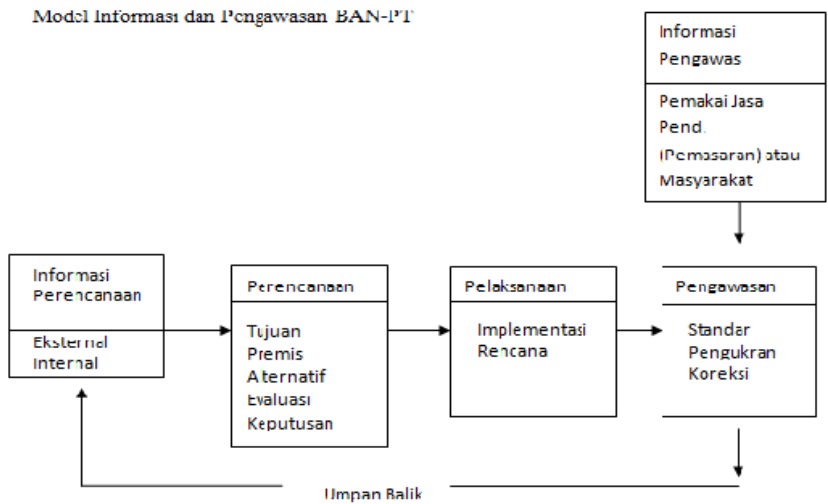 Model Informasi dan Pengawasan BAN-PT
Informasi
Pengawas
Pemakai Jasa
Pend.
(Pemasaran) atau
Masyarakat
Informasi
Perencanaan
Eksternal
Internal
Perencanaan
Tujuan
Premis
Alternatif
Evaluasi
Keputusan
Pelaksanaan
Implementasi
Rencana
Pengawasan
Standar
Pengukran
Koreksi
Umpan Balik